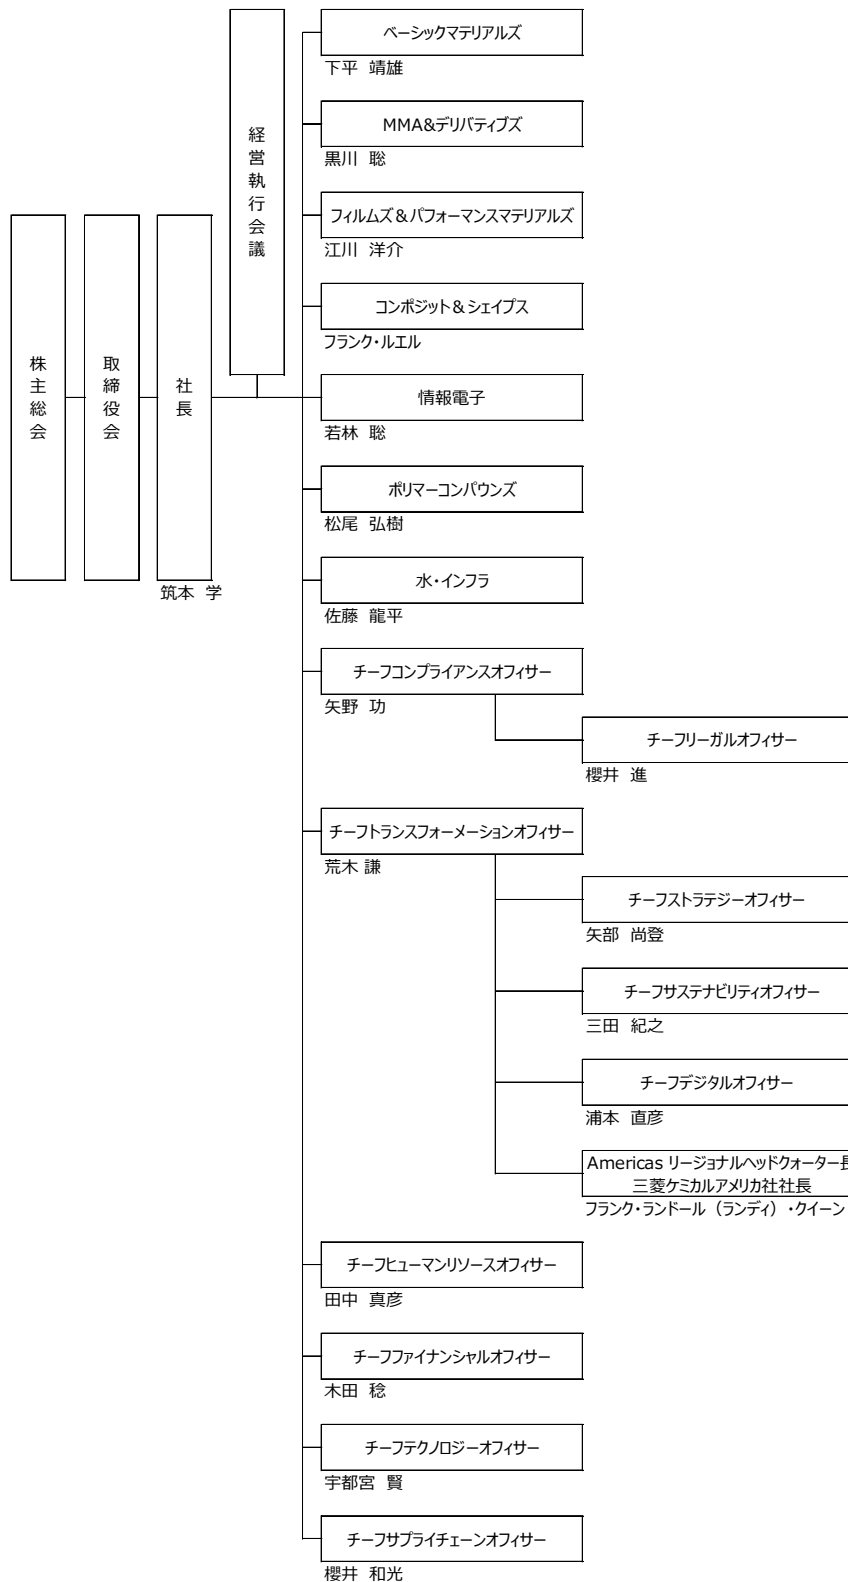 株主総会
取締役会
社長
筑本 学
経営執行会議
ベーシックマテリアルズ
下平 靖雄
MMA&デリバティブズ
黒川 聡
フィルムズ&パフォーマンスマテリアルズ
江川 洋介
コンポジット&シェイプス
フランク・ルエル
情報電子
若林 聡
ポリマーコンパウンズ
松尾 弘樹
水・インフラ
佐藤 龍平
チーフコンプライアンスオフィサー
矢野 功
チーフリーガルオフィサー
櫻井 進
チーフトランスフォーメーションオフィサー
荒木 謙
チーフストラテジーオフィサー
矢部 尚登
チーフサステナビリティオフィサー
三田 紀之
チーフデジタルオフィサー
浦本 直彦
Americas リージョナルヘッドクォーター長
三菱ケミカルアメリカ社社長
フランク・ランドール（ランディ）・クイーン
チーフヒューマンリソースオフィサー
田中 真彦
チーフファイナンシャルオフィサー
木田 稔
チーフテクノロジーオフィサー
宇都宮 賢
チーフサプライチェーンオフィサー
櫻井 和光